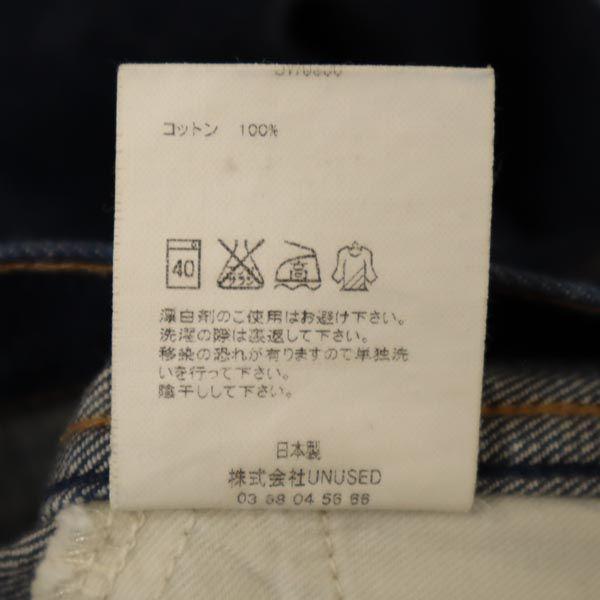 コットン 100%
40
エンソ
高
漂白剤のご使用はお避け下さい。
洗濯の際は裏返して下さい。
移染の恐れが有りますので単独洗
いを行って下さい。
陰干しして下さい。
日本製
株式会社UNUSED
03 68 04 56 66